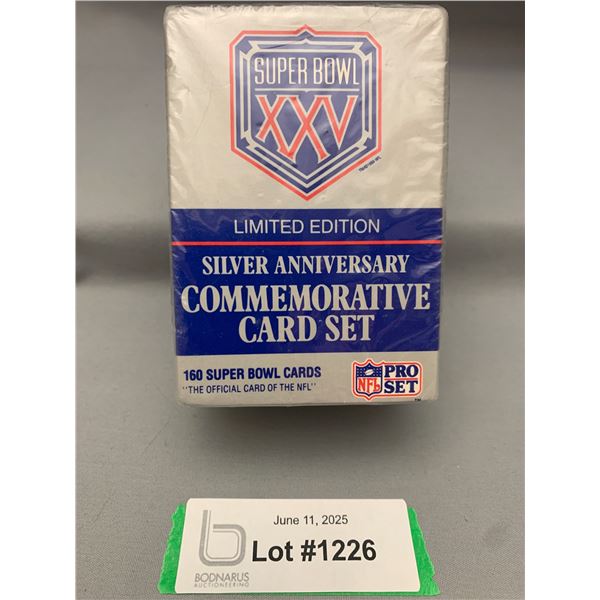 SUPER BOWL
XXV
LIMITED EDITION
SILVER ANNIVERSARY
COMMEMORATIVE
CARD SET
160 SUPER BOWL CARDS
"THE OFFICIAL CARD OF THE NFL"
NFL
PRO
SET
TM
June 11, 2025
Lot #1226
BODNARUS
AUCTIONEERING